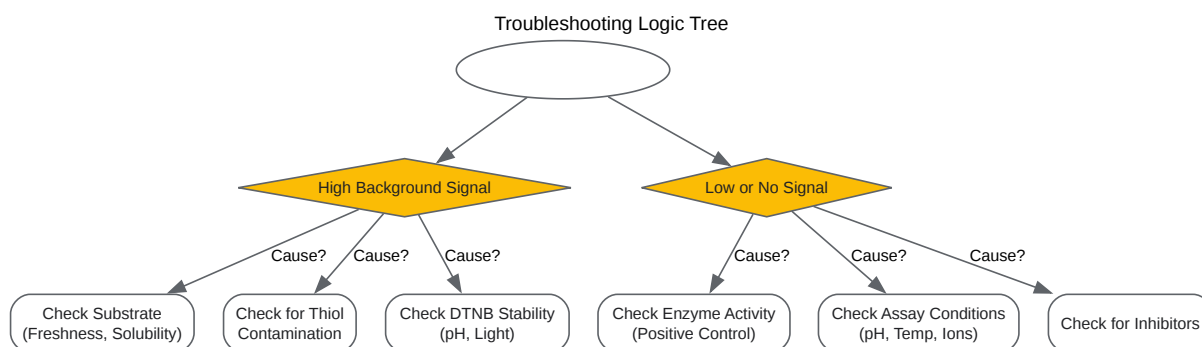 Troubleshooting Logic Tree
High Background Signal
Low or No Signal
Cause?
Cause?
Cause?
Cause?
Cause?
Cause?
Check Substrate
(Freshness, Solubility)
Check for Thiol
Contamination
Check DTNB Stability
(pH, Light)
Check Enzyme Activity
(Positive Control)
Check Assay Conditions
(pH, Temp, Ions)
Check for Inhibitors